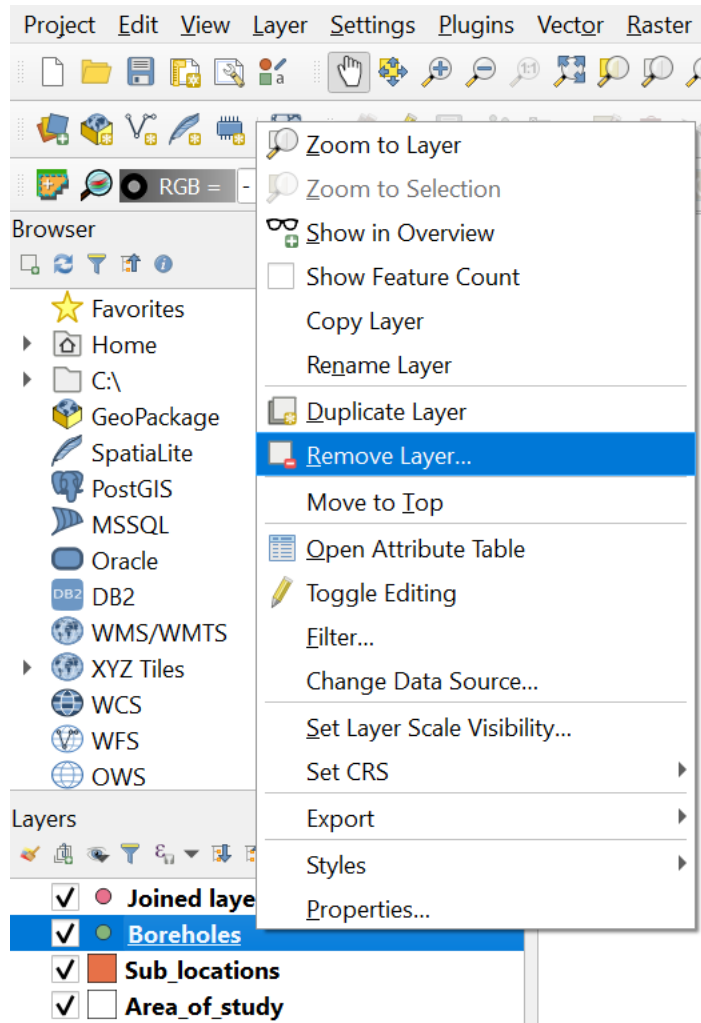 Project Edit View Layer Settings Plugins Vector Raster
a
1:1
RGB =
-
Browser
Favorites
Home
C:\
GeoPackage
SpatiaLite
PostGIS
MSSQL
Oracle
DB2 DB2
WMS/WMTS
XYZ Tiles
WCS
WFS
OWS
Layers
ε
Joined laye
Boreholes
Sub_locations
Area_of_study
Zoom to Layer
Zoom to Selection
Show in Overview
Show Feature Count
Copy Layer
Rename Layer
Duplicate Layer
Remove Layer...
Move to Top
Open Attribute Table
Toggle Editing
Filter...
Change Data Source...
Set Layer Scale Visibility...
Set CRS
Export
Styles
Properties...